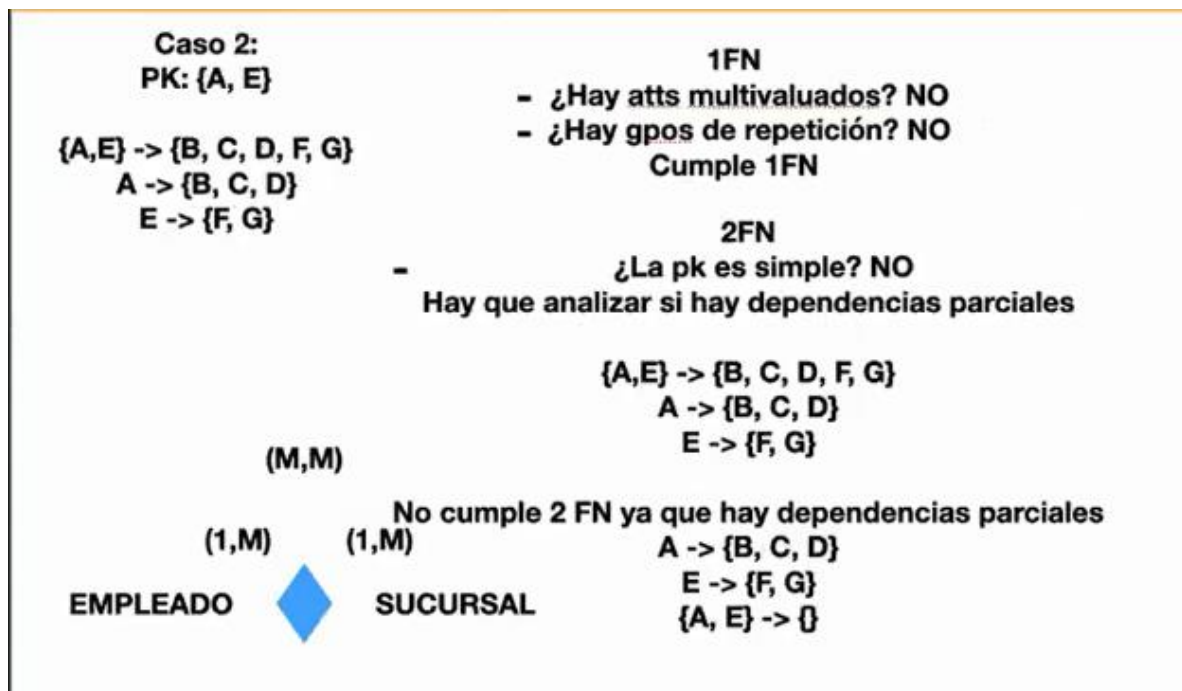 Caso 2:
PK: {A, E}
{A,E} -> {B, C, D, F, G}
A -> {B, C, D}
E -> {F, G}
1FN
- ¿Hay atts multivaluados? NO
- ¿Hay gpos de repetición? NO
Cumple 1FN
2FN
- ¿La pk es simple? NO
Hay que analizar si hay dependencias parciales
{A,E} -> {B, C, D, F, G}
A -> {B, C, D}
E -> {F, G}
No cumple 2 FN ya que hay dependencias parciales
A -> {B, C, D}
E -> {F, G}
{A, E} -> {}
(M,M)
(1,M) (1,M)
EMPLEADO SUCURSAL